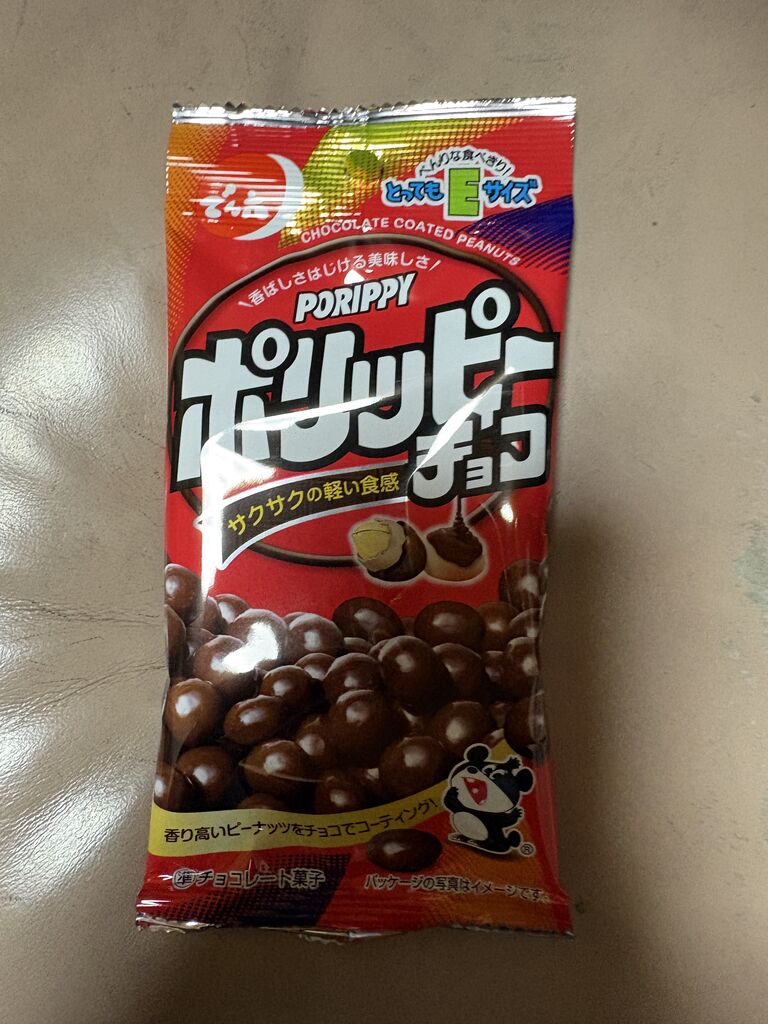 でん六
べんりな食べきり!
とっても E サイズ
CHOCOLATE COATED PEANUTS
\香ばしさはじける美味しさ/
PORIPPY
ポリッピー
チョコ
サクサクの軽い食感
香り高いピーナッツをチョコでコーティング!
®
準チョコレート菓子
パッケージの写真はイメージです。